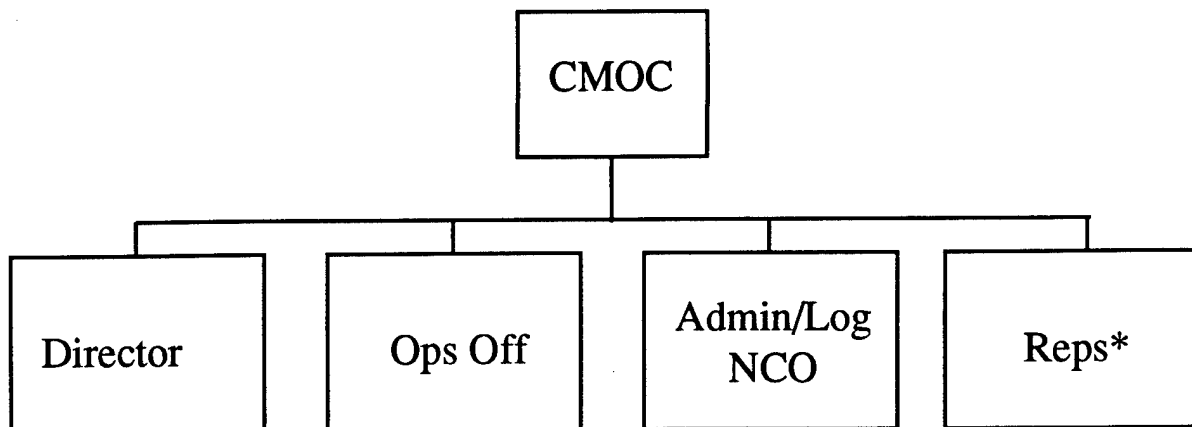 CMOC
Director
Ops Off
Admin/Log
NCO
Reps*